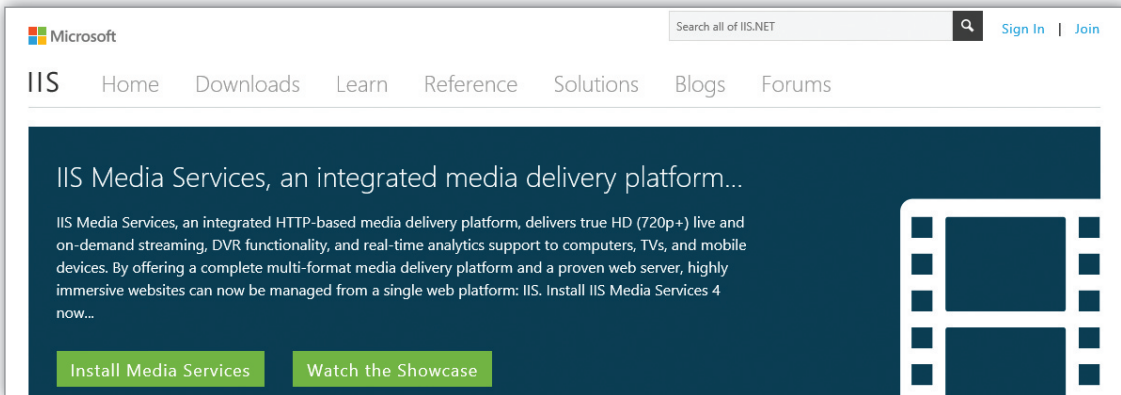 Microsoft
Search all of IIS.NET
Sign In | Join
IIS Home Downloads Learn Reference Solutions Blogs Forums
IIS Media Services, an integrated media delivery platform...
IIS Media Services, an integrated HTTP-based media delivery platform, delivers true HD (720p+) live and
on-demand streaming, DVR functionality, and real-time analytics support to computers, TVs, and mobile
devices. By offering a complete multi-format media delivery platform and a proven web server, highly
immersive websites can now be managed from a single web platform: IIS. Install IIS Media Services 4
now...
Install Media Services
Watch the Showcase